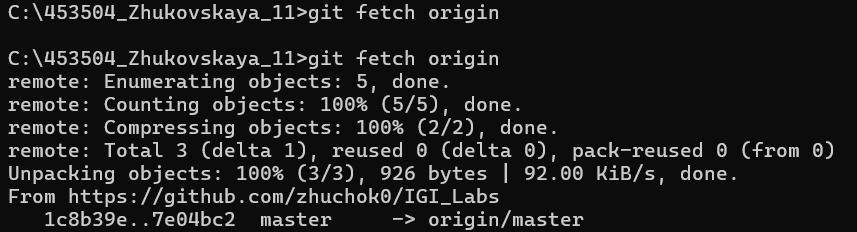 C:\453504_Zhukovskaya_11>git fetch origin
C:\453504_Zhukovskaya_11>git fetch origin
remote: Enumerating objects: 5, done.
remote: Counting objects: 100% (5/5), done.
remote: Compressing objects: 100% (2/2), done.
remote: Total 3 (delta 1), reused 0 (delta 0), pack-reused 0 (from 0)
Unpacking objects: 100% (3/3), 926 bytes | 92.00 KiB/s, done.
From https://github.com/zhuchok0/IGI_Labs
   1c8b39e..7e04bc2  master     -> origin/master